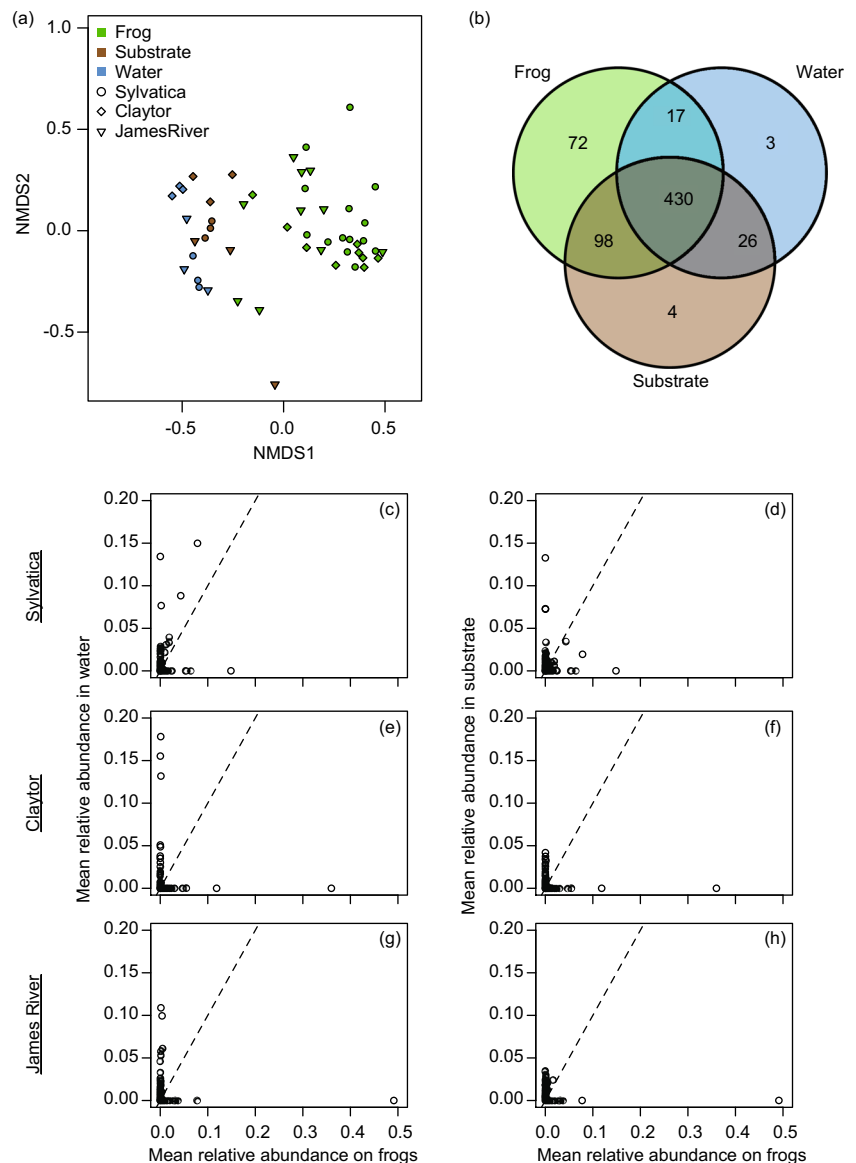 (a)
1.0
0.5
0.0
-0.5
NMDS2
-0.5 0.0 0.5
NMDS1
Frog
Substrate
Water
Sylvatica
Claytor
JamesRiver
(b)
Frog
Water
72
17
3
430
98
26
4
Substrate
Sylvatica
Claytor
James River
Mean relative abundance in water
Mean relative abundance in substrate
(c)
0.20
0.15
0.10
0.05
0.00
(d)
0.20
0.15
0.10
0.05
0.00
(e)
0.20
0.15
0.10
0.05
0.00
(f)
0.20
0.15
0.10
0.05
0.00
(g)
0.20
0.15
0.10
0.05
0.00
0.0 0.1 0.2 0.3 0.4 0.5
Mean relative abundance on frogs
(h)
0.20
0.15
0.10
0.05
0.00
0.0 0.1 0.2 0.3 0.4 0.5
Mean relative abundance on frogs